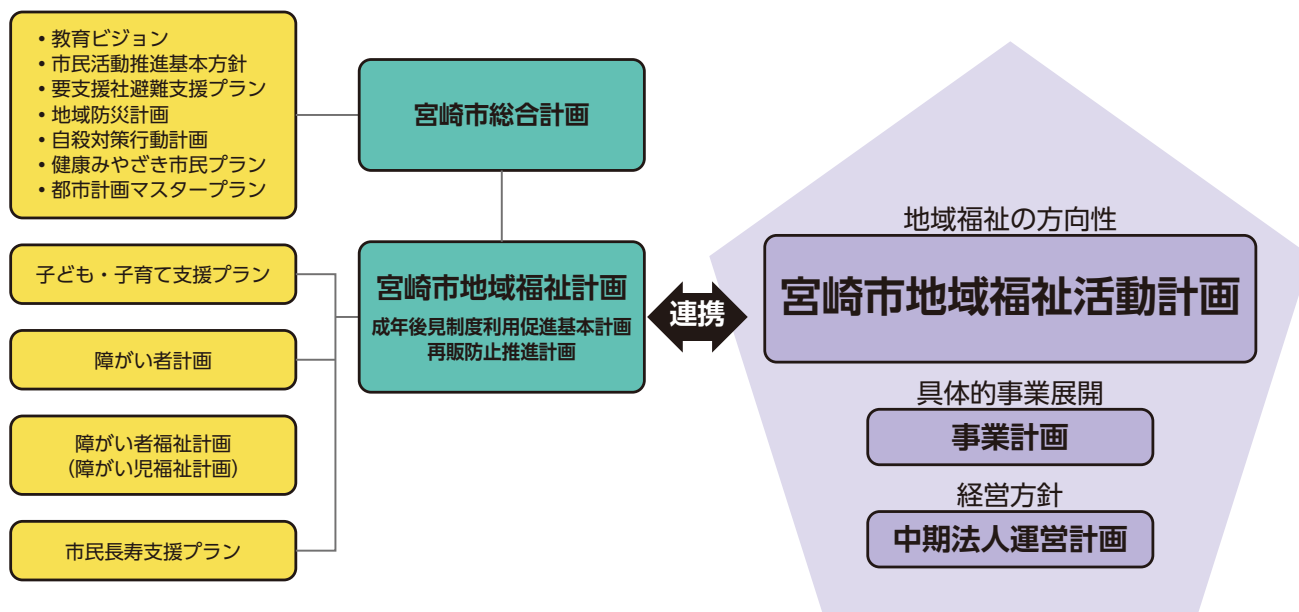 ・教育ビジョン
・市民活動推進基本方針
・要支援社避難支援プラン
・地域防災計画
・自殺対策行動計画
・健康みやざき市民プラン
・都市計画マスタープラン
宮崎市総合計画
子ども・子育て支援プラン
障がい者計画
障がい者福祉計画
(障がい児福祉計画)
市民長寿支援プラン
宮崎市地域福祉計画
成年後見制度利用促進基本計画
再販防止推進計画
連携
地域福祉の方向性
宮崎市地域福祉活動計画
具体的事業展開
事業計画
経営方針
中期法人運営計画